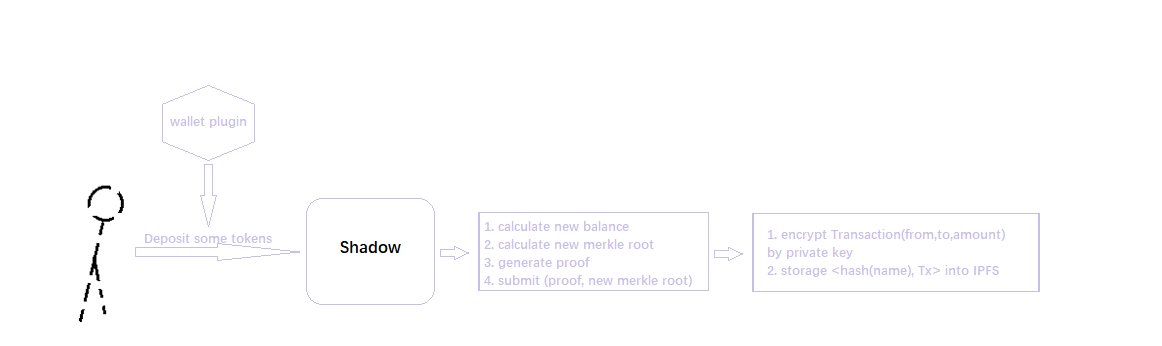 wallet plugin
Deposit some tokens
Shadow
1. calculate new balance
2. calculate new merkle root
3. generate proof
4. submit (proof, new merkle root)
1. encrypt Transaction(from,to,amount)
by private key
2. storage <hash(name), Tx> into IPFS